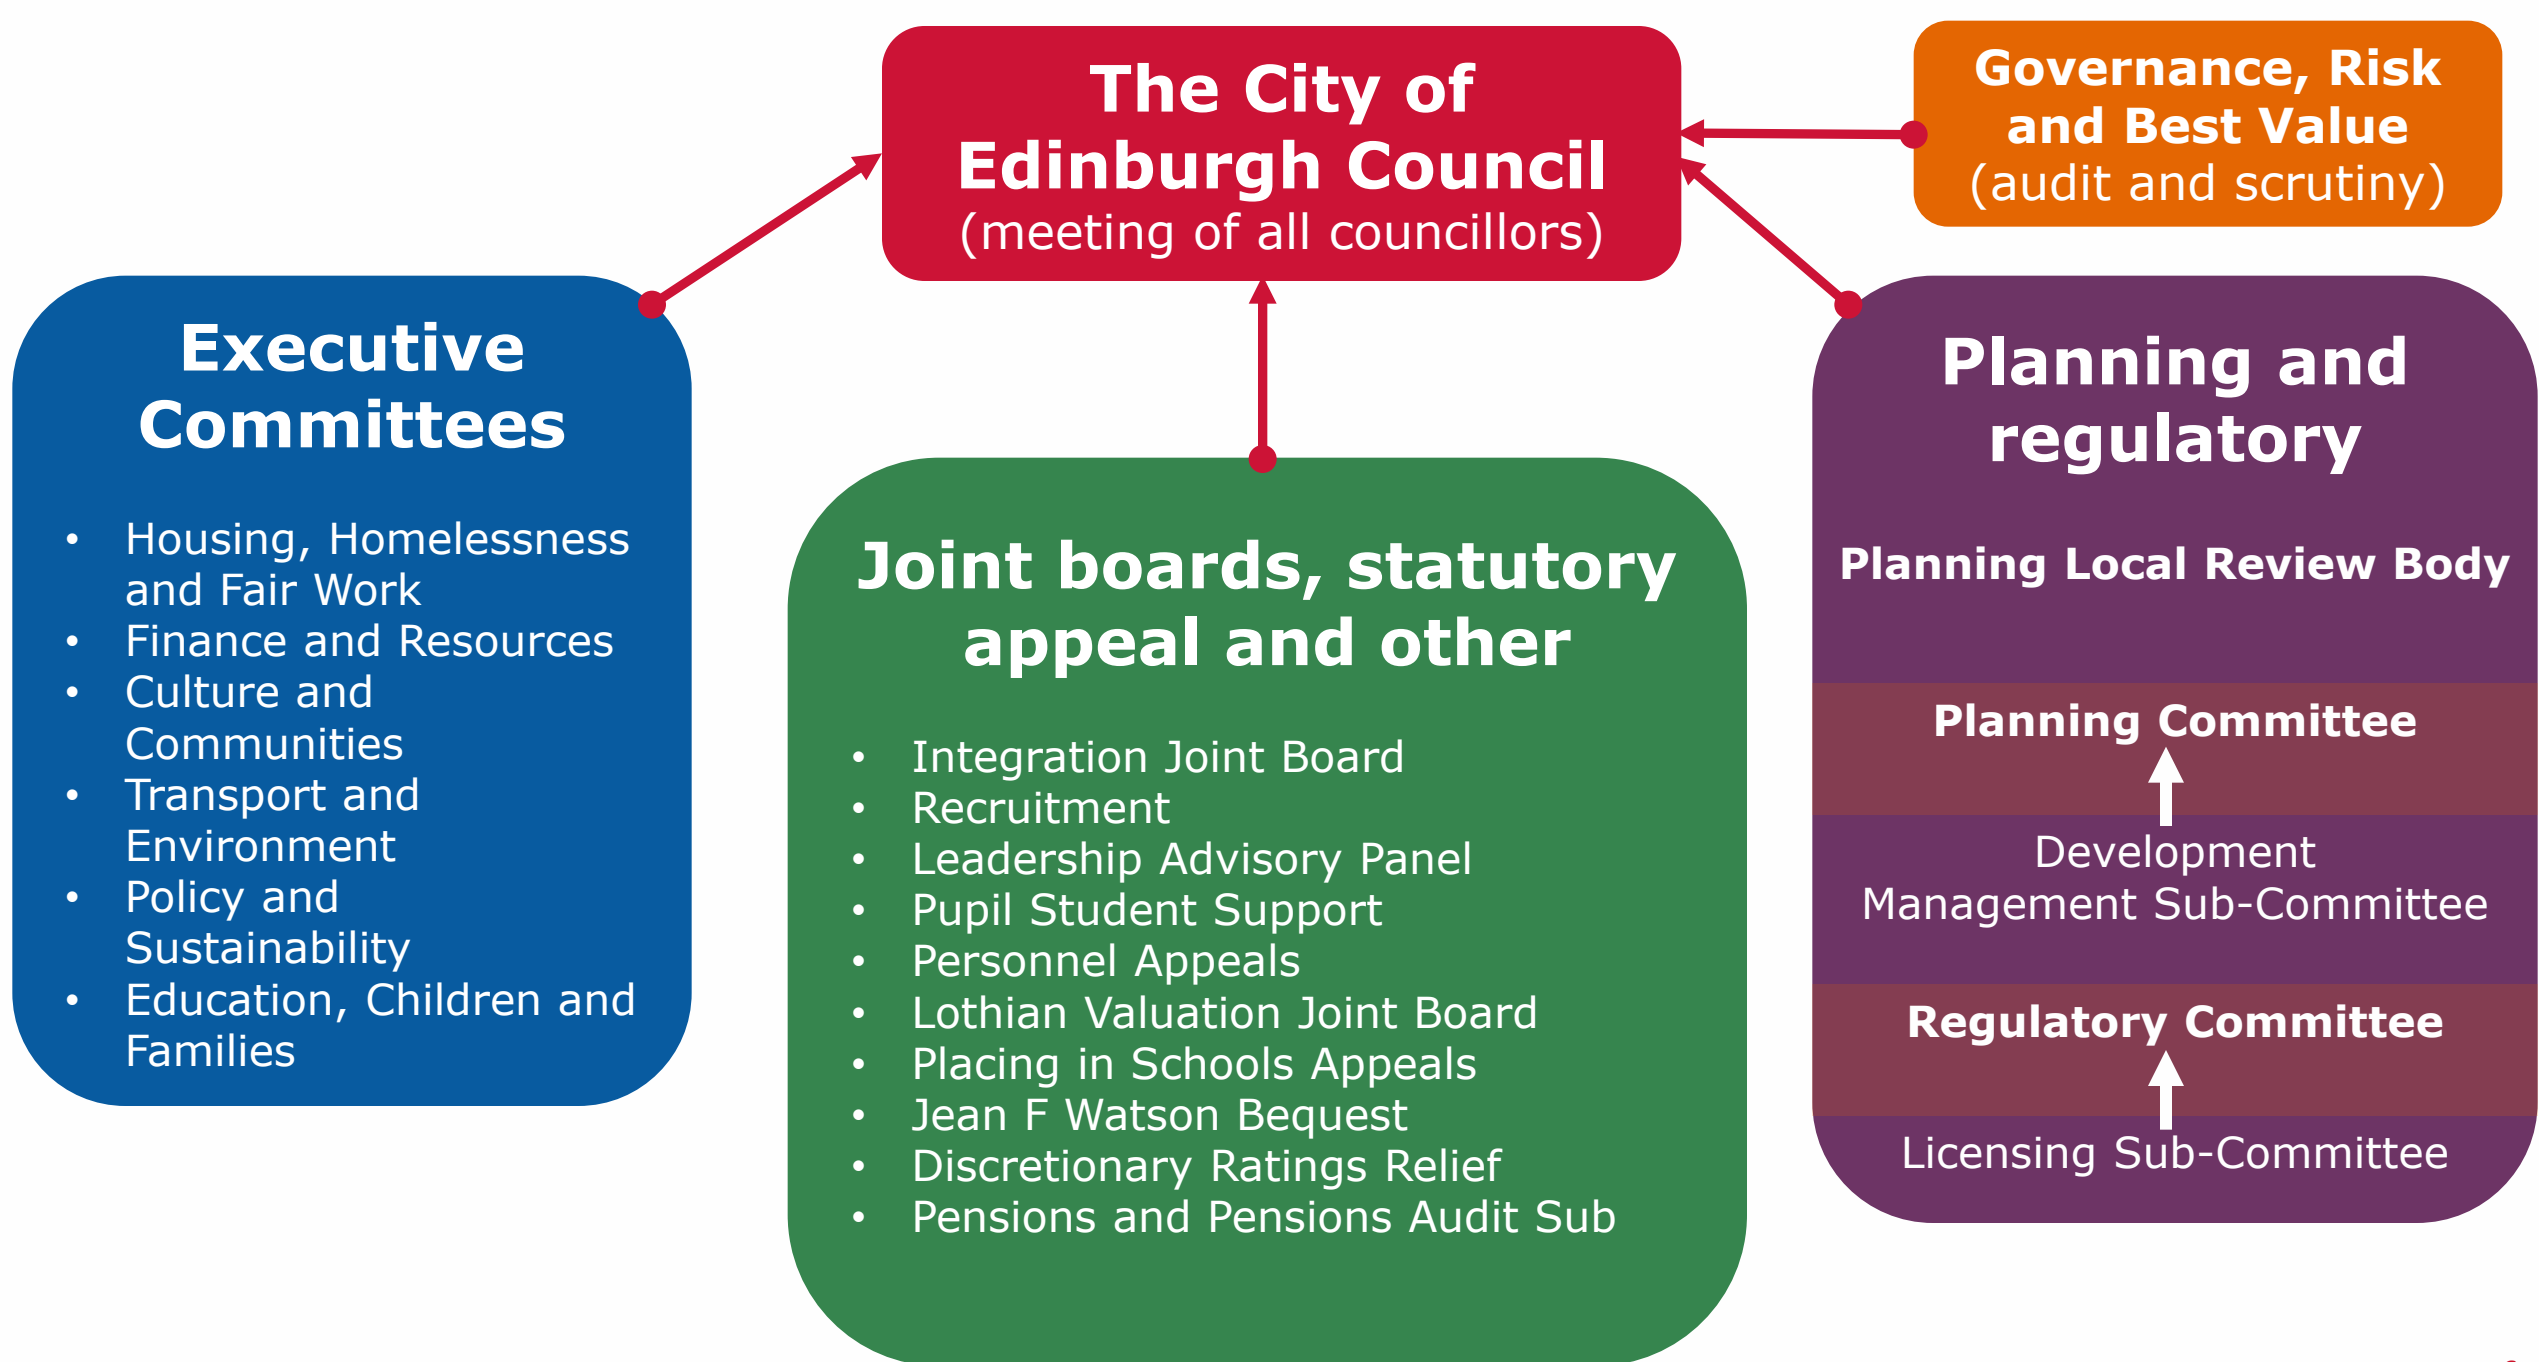 The City of
Edinburgh Council
(meeting of all councillors)
Governance, Risk
and Best Value
(audit and scrutiny)
Executive
Committees
• Housing, Homelessness
and Fair Work
• Finance and Resources
• Culture and
Communities
• Transport and
Environment
• Policy and
Sustainability
• Education, Children and
Families
Joint boards, statutory
appeal and other
• Integration Joint Board
• Recruitment
• Leadership Advisory Panel
• Pupil Student Support
• Personnel Appeals
• Lothian Valuation Joint Board
• Placing in Schools Appeals
• Jean F Watson Bequest
• Discretionary Ratings Relief
• Pensions and Pensions Audit Sub
Planning and
regulatory
Planning Local Review Body
Planning Committee
Development
Management Sub-Committee
Regulatory Committee
Licensing Sub-Committee